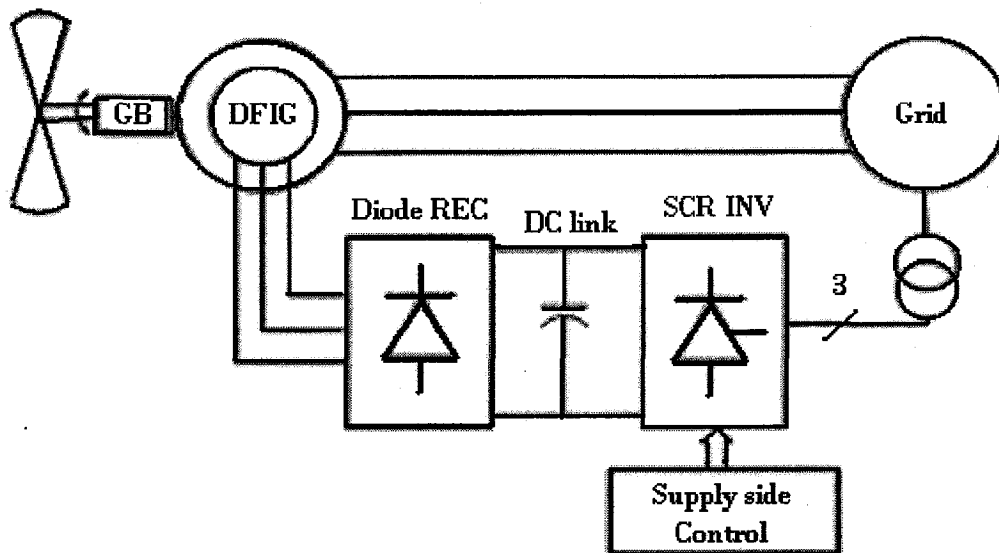 GB
DFIG
Grid
Diode REC
DC link
SCR INV
3
Supply side
Control